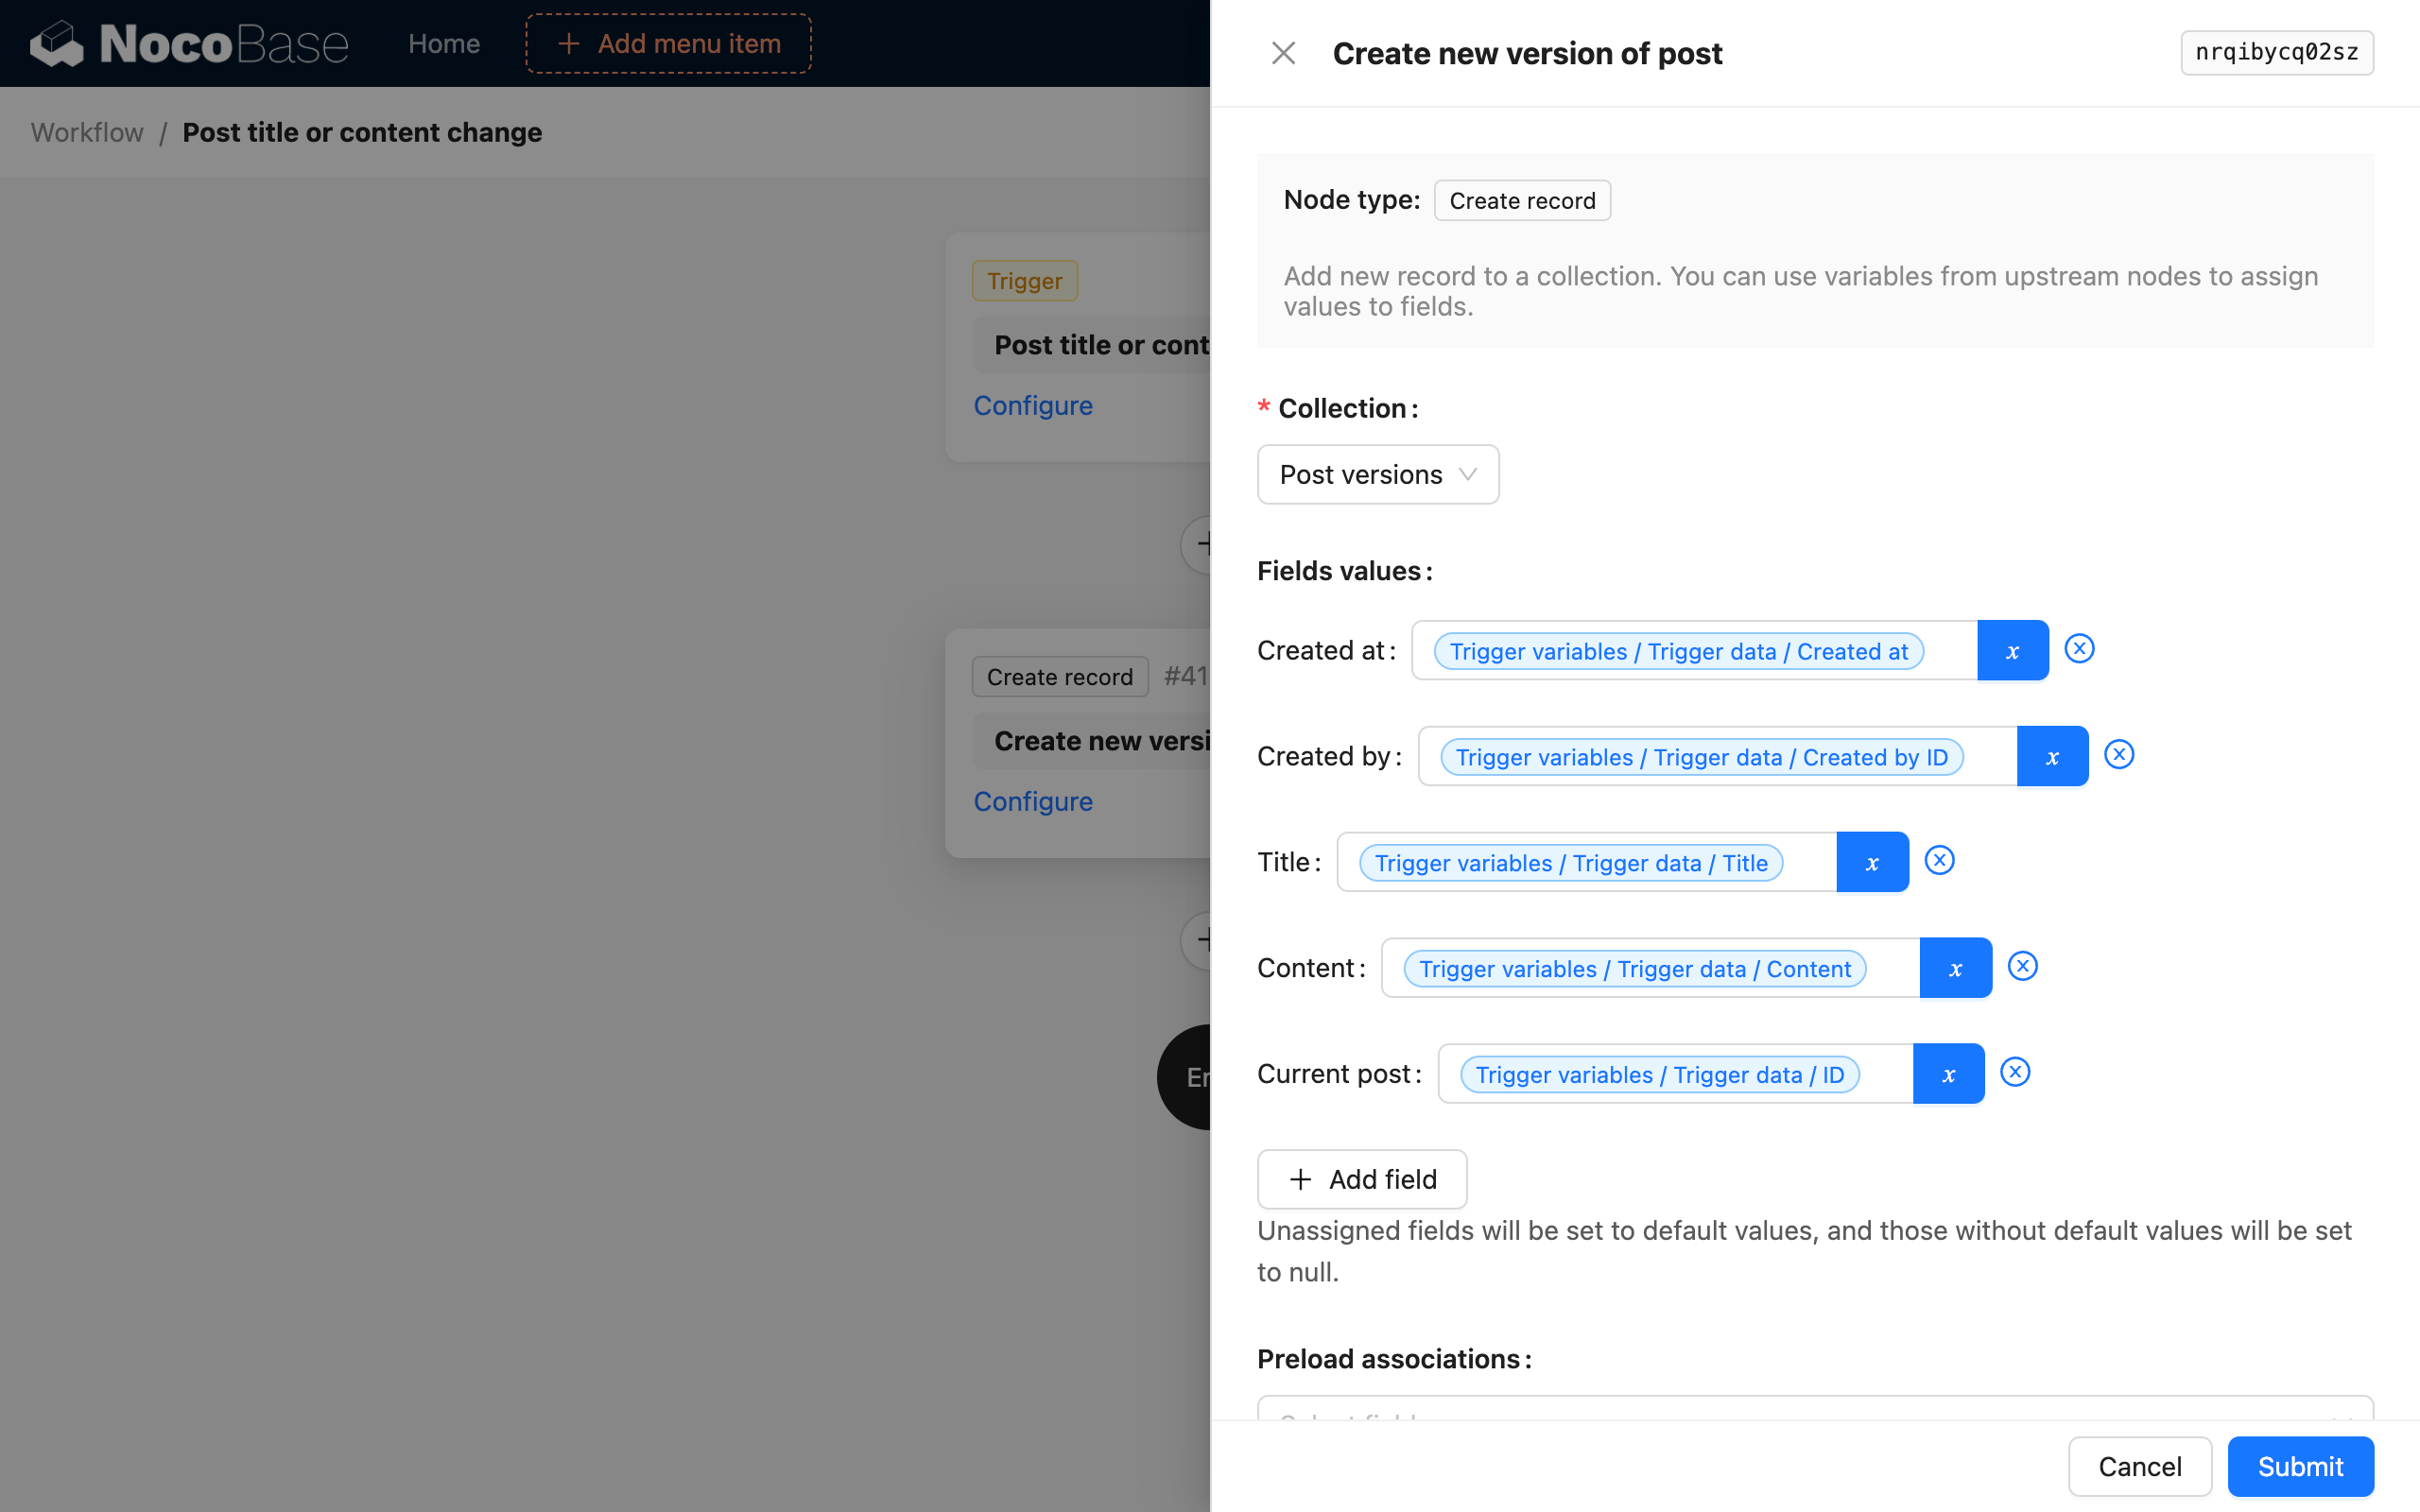 NocoBase Home + Add menu item
Workflow / Post title or content change
Trigger
Post title or cont
Configure
Create record #41
Create new versi
Configure
Er
Create new version of post
nrqibycq02sz
Node type: Create record
Add new record to a collection. You can use variables from upstream nodes to assign
values to fields.
* Collection:
Post versions
Fields values:
Created at: Trigger variables / Trigger data / Created at x
Created by: Trigger variables / Trigger data / Created by ID x
Title: Trigger variables / Trigger data / Title x
Content: Trigger variables / Trigger data / Content x
Current post: Trigger variables / Trigger data / ID x
+ Add field
Unassigned fields will be set to default values, and those without default values will be set
to null.
Preload associations:
Cancel Submit